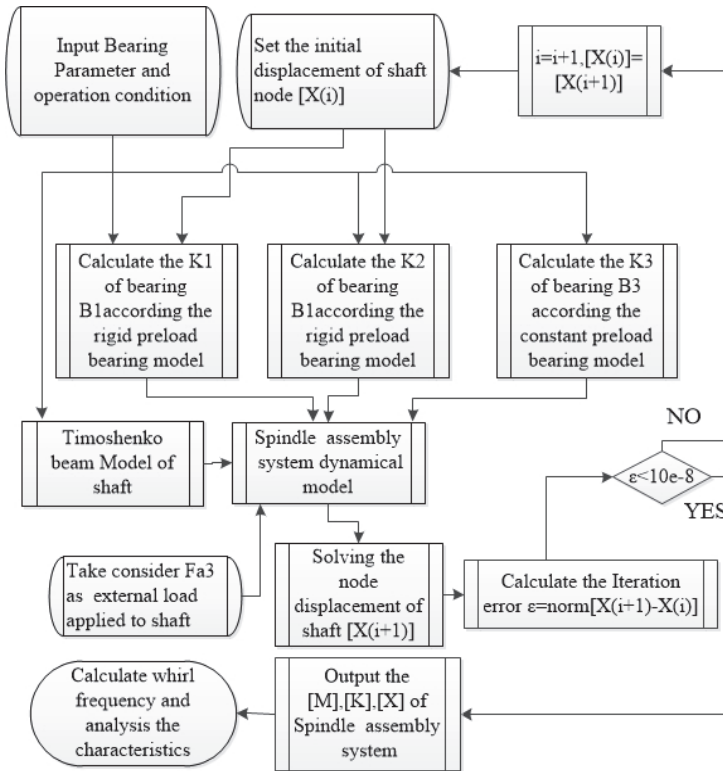 Input Bearing
Parameter and
operation condition
Set the initial
displacement of shaft
node [X(i)]
i=i+1,[X(i)]=
[X(i+1)]
Calculate the K1
of bearing
B1according the
rigid preload
bearing model
Calculate the K2
of bearing
B1according the
rigid preload
bearing model
Calculate the K3
of bearing B3
according the
constant preload
bearing model
Timoshenko
beam Model of
shaft
Spindle assembly
system dynamical
model
NO
ε<10e-8
YES
Take consider Fa3
as external load
applied to shaft
Solving the
node
displacement of
shaft [X(i+1)]
Calculate the Iteration
error ε=norm[X(i+1)-X(i)]
Calculate whirl
frequency and
analysis the
characteristics
Output the
[M],[K],[X] of
Spindle assembly
system